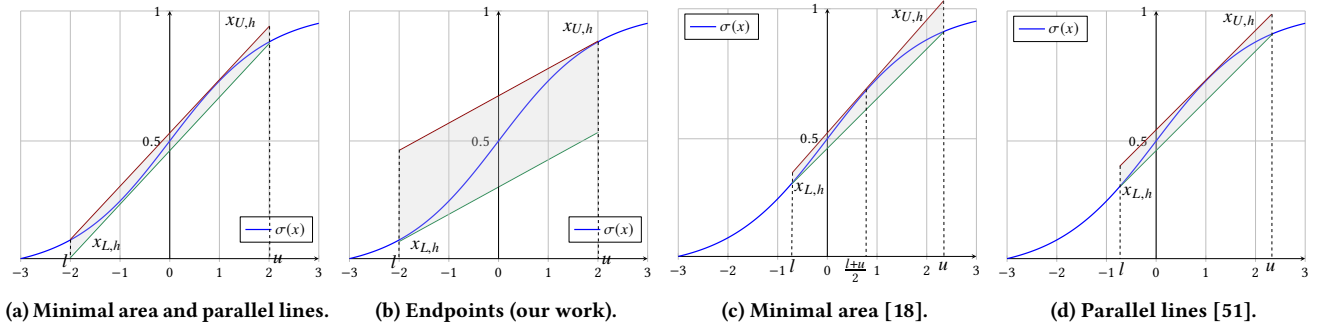 1
x_{U,h}
0.5
x_{L,h}
σ(x)
l
u
−3 −2 −1 0 1 2 3
(a) Minimal area and parallel lines.
1
x_{U,h}
0.5
x_{L,h}
σ(x)
l
u
−3 −2 −1 0 1 2 3
(b) Endpoints (our work).
σ(x)
1
x_{U,h}
0.5
x_{L,h}
l
\frac{l+u}{2}
u
−3 −2 −1 0 1 2 3
(c) Minimal area [18].
σ(x)
1
x_{U,h}
0.5
x_{L,h}
l
u
−3 −2 −1 0 1 2 3
(d) Parallel lines [51].